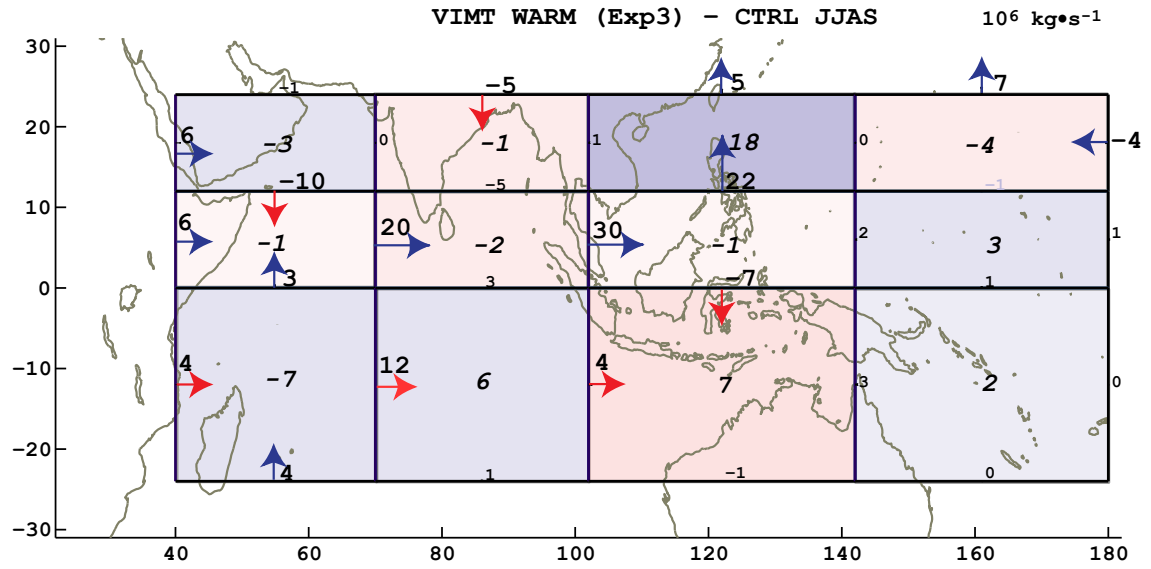 VIMT WARM (Exp3) – CTRL JJAS 10⁶ kg•s⁻¹
30
−1 −5 5 7
20
6 −3 0 −1 1 18 0 −4 −4
−10 −5 22 −1
10
6 −1 20 −2 30 −1 2 3 1
3 3 −7 1
0
−10
4 −7 12 6 4 7 3 2 0
−20
4 1 −1 0
−30
40 60 80 100 120 140 160 180